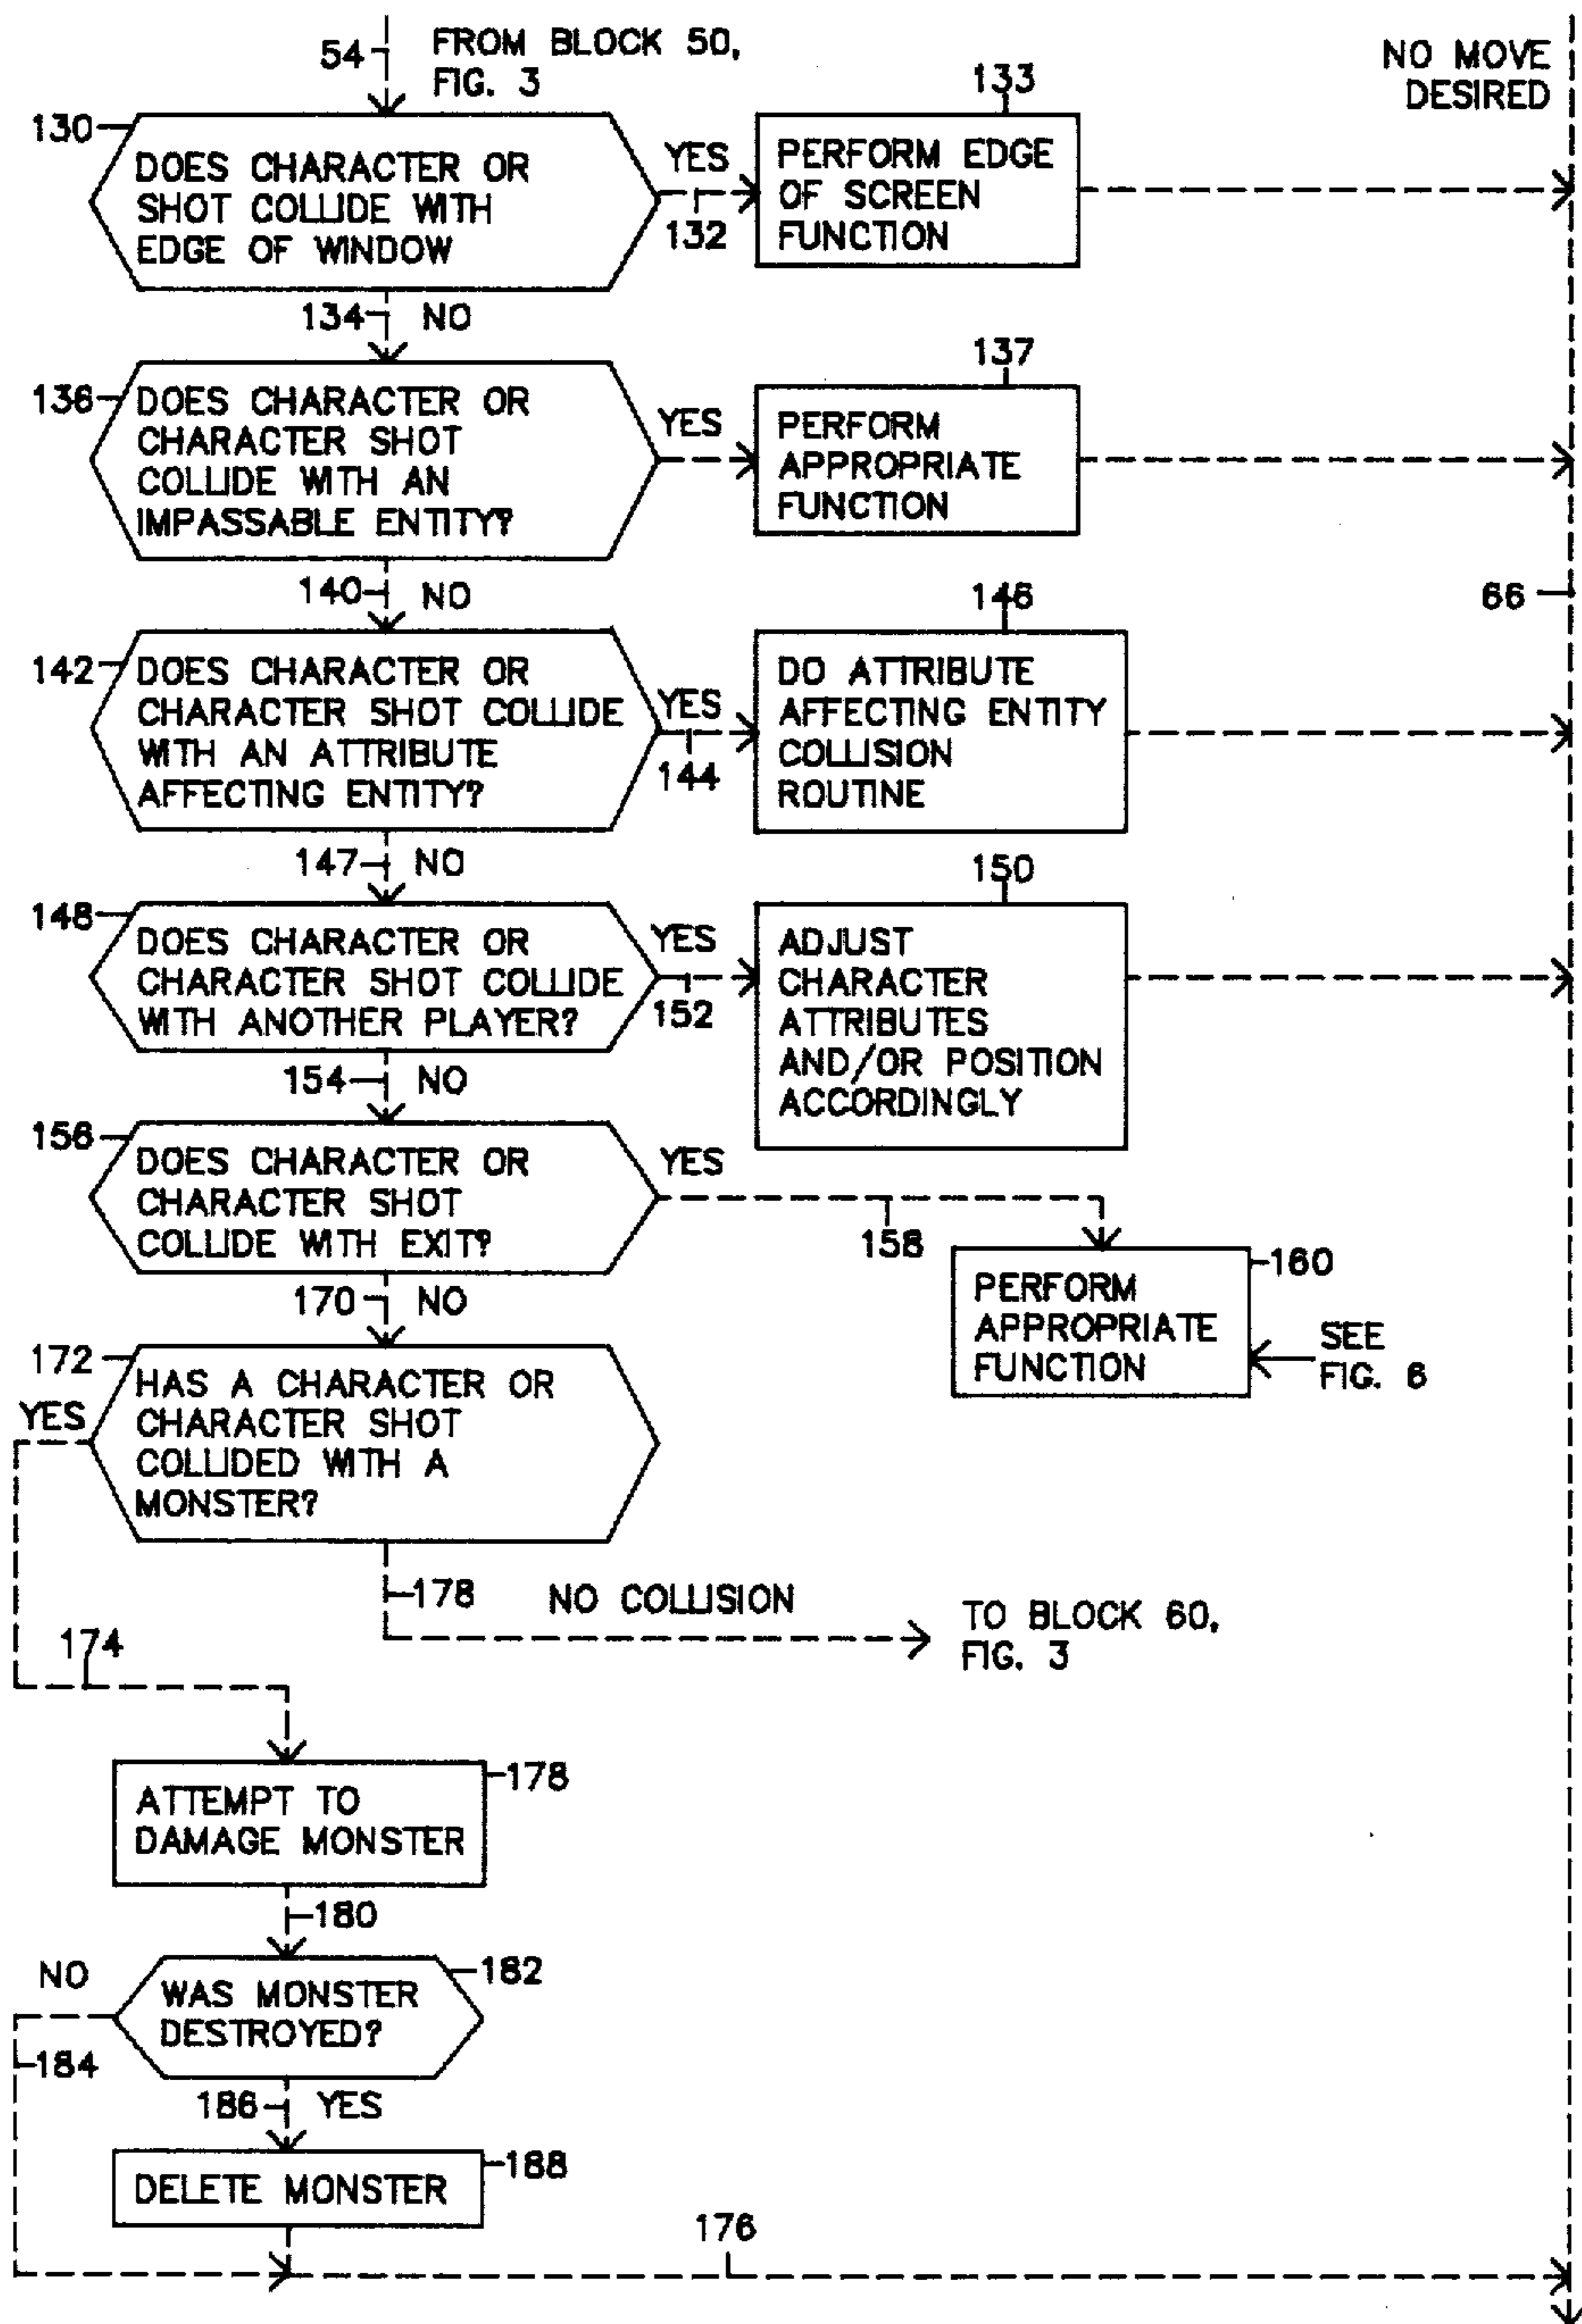 54
FROM BLOCK 50,
FIG. 3
NO MOVE
DESIRED
130
DOES CHARACTER OR
SHOT COLLIDE WITH
EDGE OF WINDOW
YES
132
133
PERFORM EDGE
OF SCREEN
FUNCTION
134
NO
136
DOES CHARACTER OR
CHARACTER SHOT
COLLIDE WITH AN
IMPASSABLE ENTITY?
YES
137
PERFORM
APPROPRIATE
FUNCTION
140
NO
66
142
DOES CHARACTER OR
CHARACTER SHOT COLLIDE
WITH AN ATTRIBUTE
AFFECTING ENTITY?
YES
144
146
DO ATTRIBUTE
AFFECTING ENTITY
COLLISION
ROUTINE
147
NO
148
DOES CHARACTER OR
CHARACTER SHOT COLLIDE
WITH ANOTHER PLAYER?
YES
152
150
ADJUST
CHARACTER
ATTRIBUTES
AND/OR POSITION
ACCORDINGLY
154
NO
156
DOES CHARACTER OR
CHARACTER SHOT
COLLIDE WITH EXIT?
YES
158
160
PERFORM
APPROPRIATE
FUNCTION
SEE
FIG. 6
170
NO
172
HAS A CHARACTER OR
CHARACTER SHOT
COLLIDED WITH A
MONSTER?
YES
178
NO COLLISION
TO BLOCK 60,
FIG. 3
174
178
ATTEMPT TO
DAMAGE MONSTER
180
182
WAS MONSTER
DESTROYED?
NO
184
186
YES
188
DELETE MONSTER
176